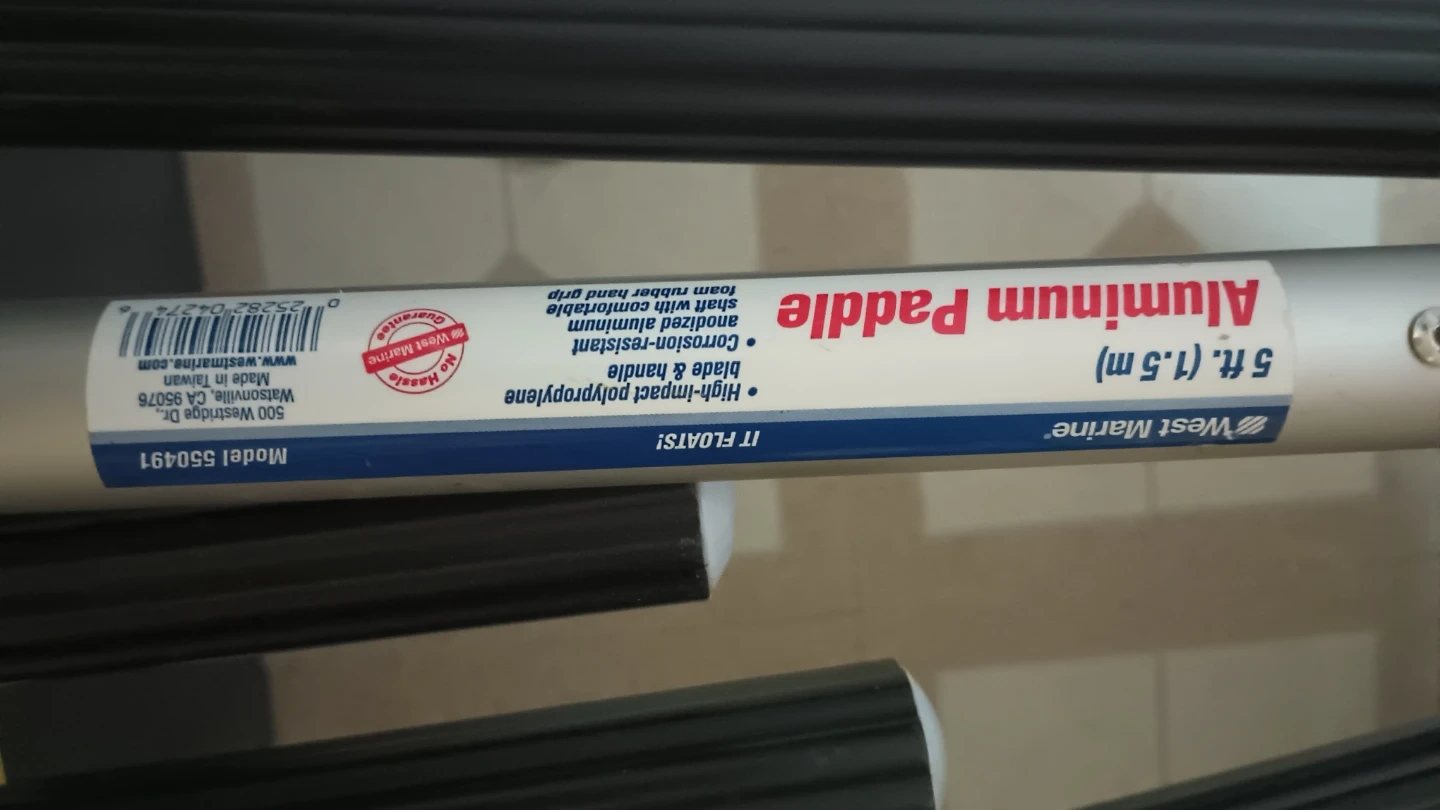 West Marine®
IT FLOATS!
Model 550491
5 ft. (1.5 m)
Aluminum Paddle
• High-impact polypropylene
blade & handle
• Corrosion-resistant
anodized aluminum
shaft with comfortable
foam rubber hand grip
No Hassle
West Marine
Guarantee
500 Westridge Dr.,
Watsonville, CA 95076
Made in Taiwan
www.westmarine.com
0 25282 04274 6